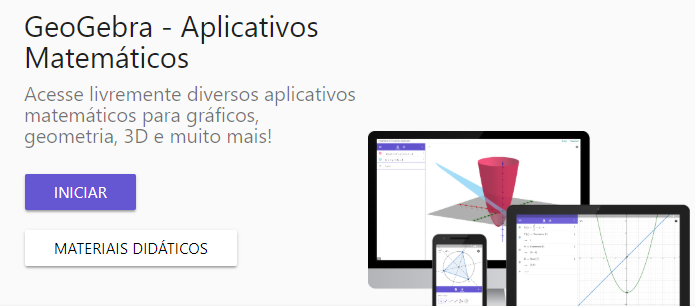 GeoGebra - Aplicativos
Matemáticos
Acesse livremente diversos aplicativos
matemáticos para gráficos,
geometria, 3D e muito mais!
INICIAR
MATERIAIS DIDÁTICOS